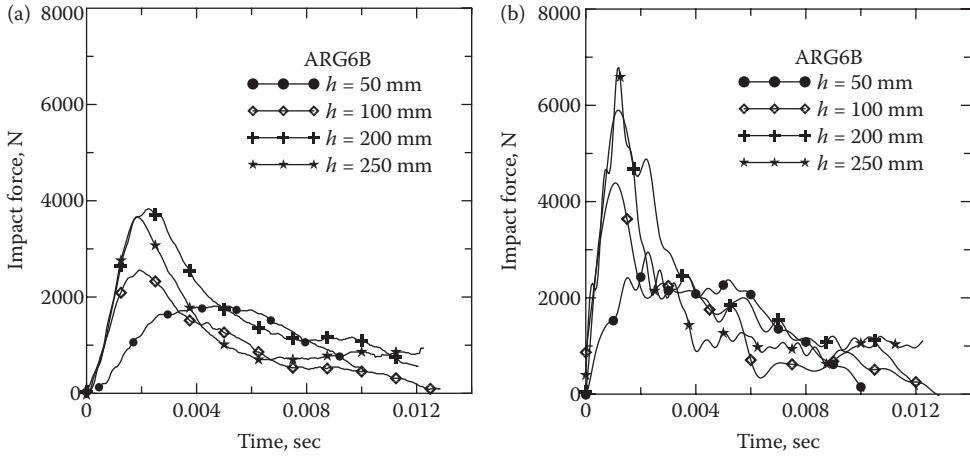 (a)
8000
6000
4000
2000
0
0
0.004
0.008
0.012
Impact force, N
Time, sec
ARG6B
h = 50 mm
h = 100 mm
h = 200 mm
h = 250 mm
(b)
8000
6000
4000
2000
0
0
0.004
0.008
0.012
Impact force, N
Time, sec
ARG6B
h = 50 mm
h = 100 mm
h = 200 mm
h = 250 mm